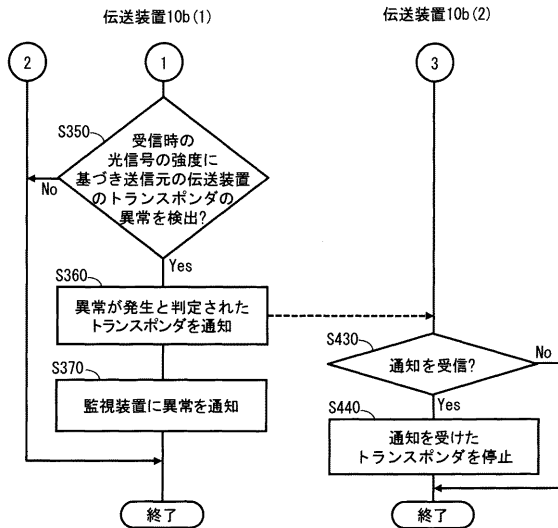 伝送装置10b(1)
伝送装置10b(2)
2
1
3
S350
受信時の
光信号の強度に
基づき送信元の伝送装置
のトランスポンダの
異常を検出?
No
Yes
S360
異常が発生と判定された
トランスポンダを通知
S430
通知を受信?
No
S370
監視装置に異常を通知
Yes
S440
通知を受けた
トランスポンダを停止
終了
終了